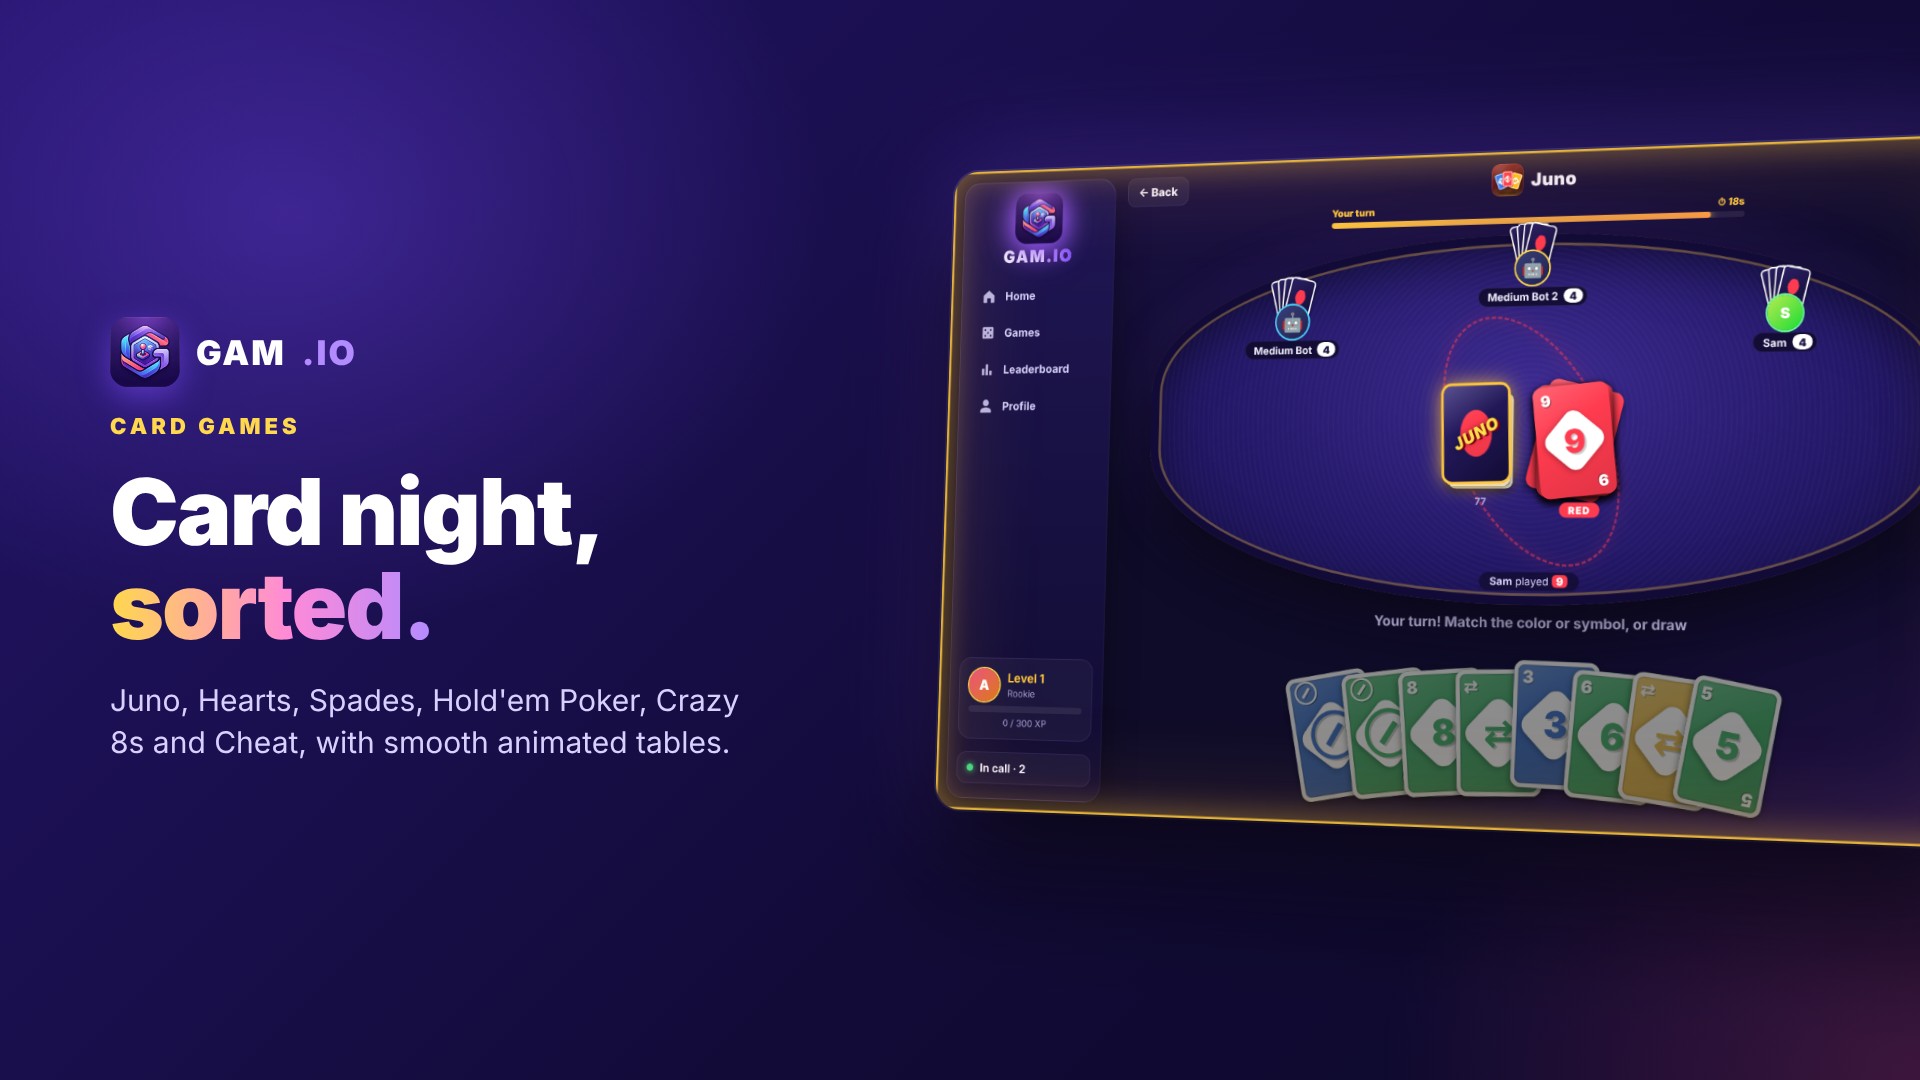 GAM .IO
CARD GAMES
Card night,
sorted.
Juno, Hearts, Spades, Hold'em Poker, Crazy
8s and Cheat, with smooth animated tables.
GAM.IO
Home
Games
Leaderboard
Profile
A
Level 1
Rookie
0 / 300 XP
In call · 2
← Back
Juno
Your turn
18s
Medium Bot 4
Medium Bot 2 4
S
Sam 4
JUNO
77
9
9
9
RED
Sam played 9
Your turn! Match the color or symbol, or draw
8
8
3
3
6
6
5
5
5